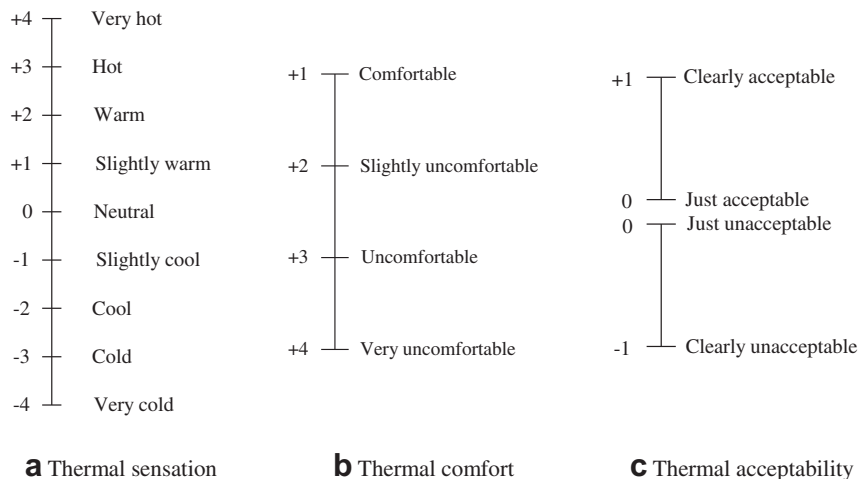 +4 Very hot
+3 Hot
+2 Warm
+1 Slightly warm
0 Neutral
-1 Slightly cool
-2 Cool
-3 Cold
-4 Very cold
a Thermal sensation
+1 Comfortable
+2 Slightly uncomfortable
+3 Uncomfortable
+4 Very uncomfortable
b Thermal comfort
+1 Clearly acceptable
0 Just acceptable
0 Just unacceptable
-1 Clearly unacceptable
c Thermal acceptability